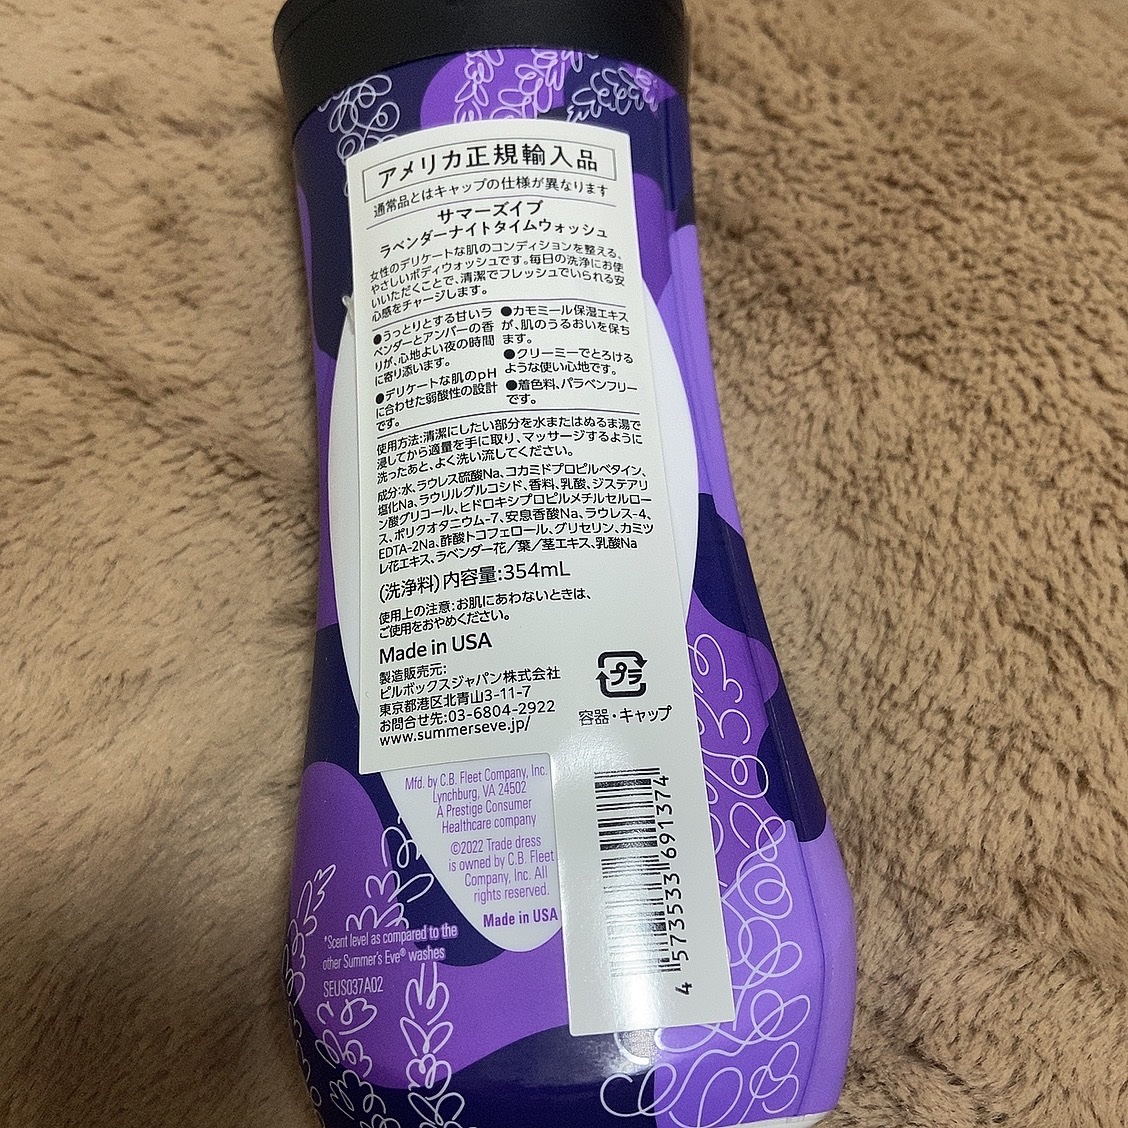 アメリカ正規輸入品
通常品とはキャップの仕様が異なります
サマーズイブ
ラベンダーナイトタイムウォッシュ
女性のデリケートな肌のコンディションを整える、
やさしいボディウォッシュです。毎日の洗浄にお使
いいただくことで、清潔でフレッシュでいられる安
心感をチャージします。
●うっとりとする甘いラ
ベンダーとアンバーの香
りが、心地よい夜の時間
に寄り添います。
●デリケートな肌のpH
に合わせた弱酸性の設計
です。
●カモミール保湿エキス
が、肌のうるおいを保ち
ます。
●クリーミーでとろける
ような使い心地です。
●着色料、パラベンフリー
です。
使用方法:清潔にしたい部分を水またはぬるま湯で
浸してから適量を手に取り、マッサージするように
洗ったあと、よく洗い流してください。
成分:水、ラウレス硫酸Na、コカミドプロピルベタイン、
塩化Na、ラウリルグルコシド、香料、乳酸、ジステアリ
ン酸グリコール、ヒドロキシプロピルメチルセルロー
ス、ポリクオタニウム-7、安息香酸Na、ラウレス-4、
EDTA-2Na、酢酸トコフェロール、グリセリン、カミツ
レ花エキス、ラベンダー花/葉/茎エキス、乳酸Na
(洗浄料)内容量:354mL
使用上の注意:お肌にあわないときは、
ご使用をおやめください。
Made in USA
製造販売元:
ピルボックスジャパン株式会社
東京都港区北青山3-11-7
お問合せ先:03-6804-2922
www.summerseve.jp/
プラ
容器・キャップ
4 573533 691374
Mfd. by C.B. Fleet Company, Inc.
Lynchburg, VA 24502
A Prestige Consumer
Healthcare company
©2022 Trade dress
is owned by C.B. Fleet
Company, Inc. All
rights reserved.
Made in USA
*Scent level as compared to the
other Summer's Eve® washes
SEUS037A02